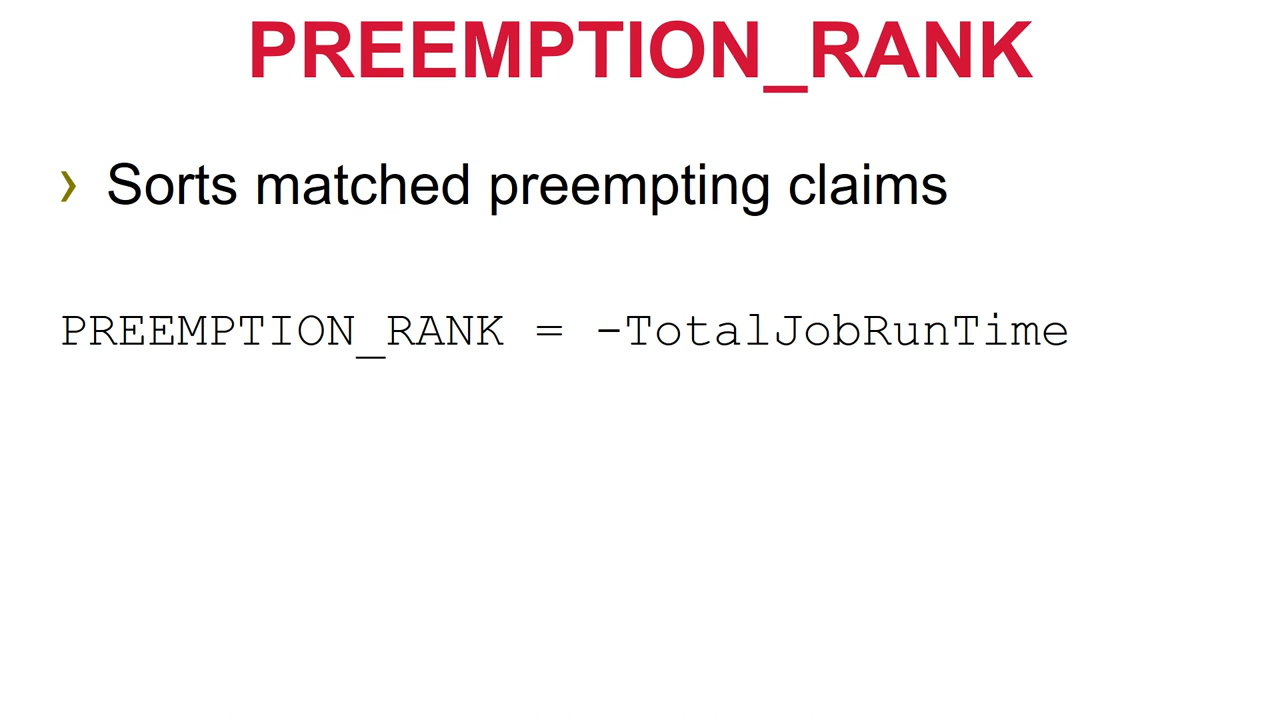 PREEMPTION_RANK
› Sorts matched preempting claims
PREEMPTION_RANK = -TotalJobRunTime